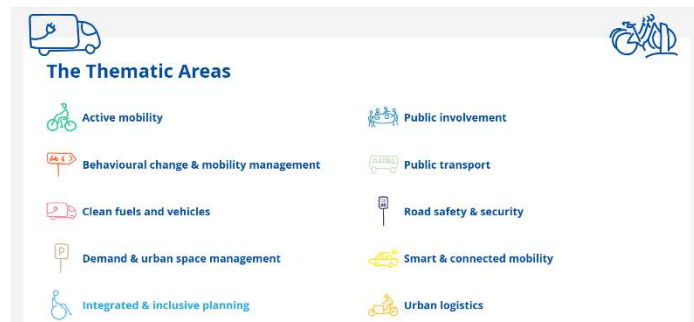 The Thematic Areas
Active mobility
Behavioural change & mobility management
Clean fuels and vehicles
Demand & urban space management
Integrated & inclusive planning
Public involvement
Public transport
Road safety & security
Smart & connected mobility
Urban logistics